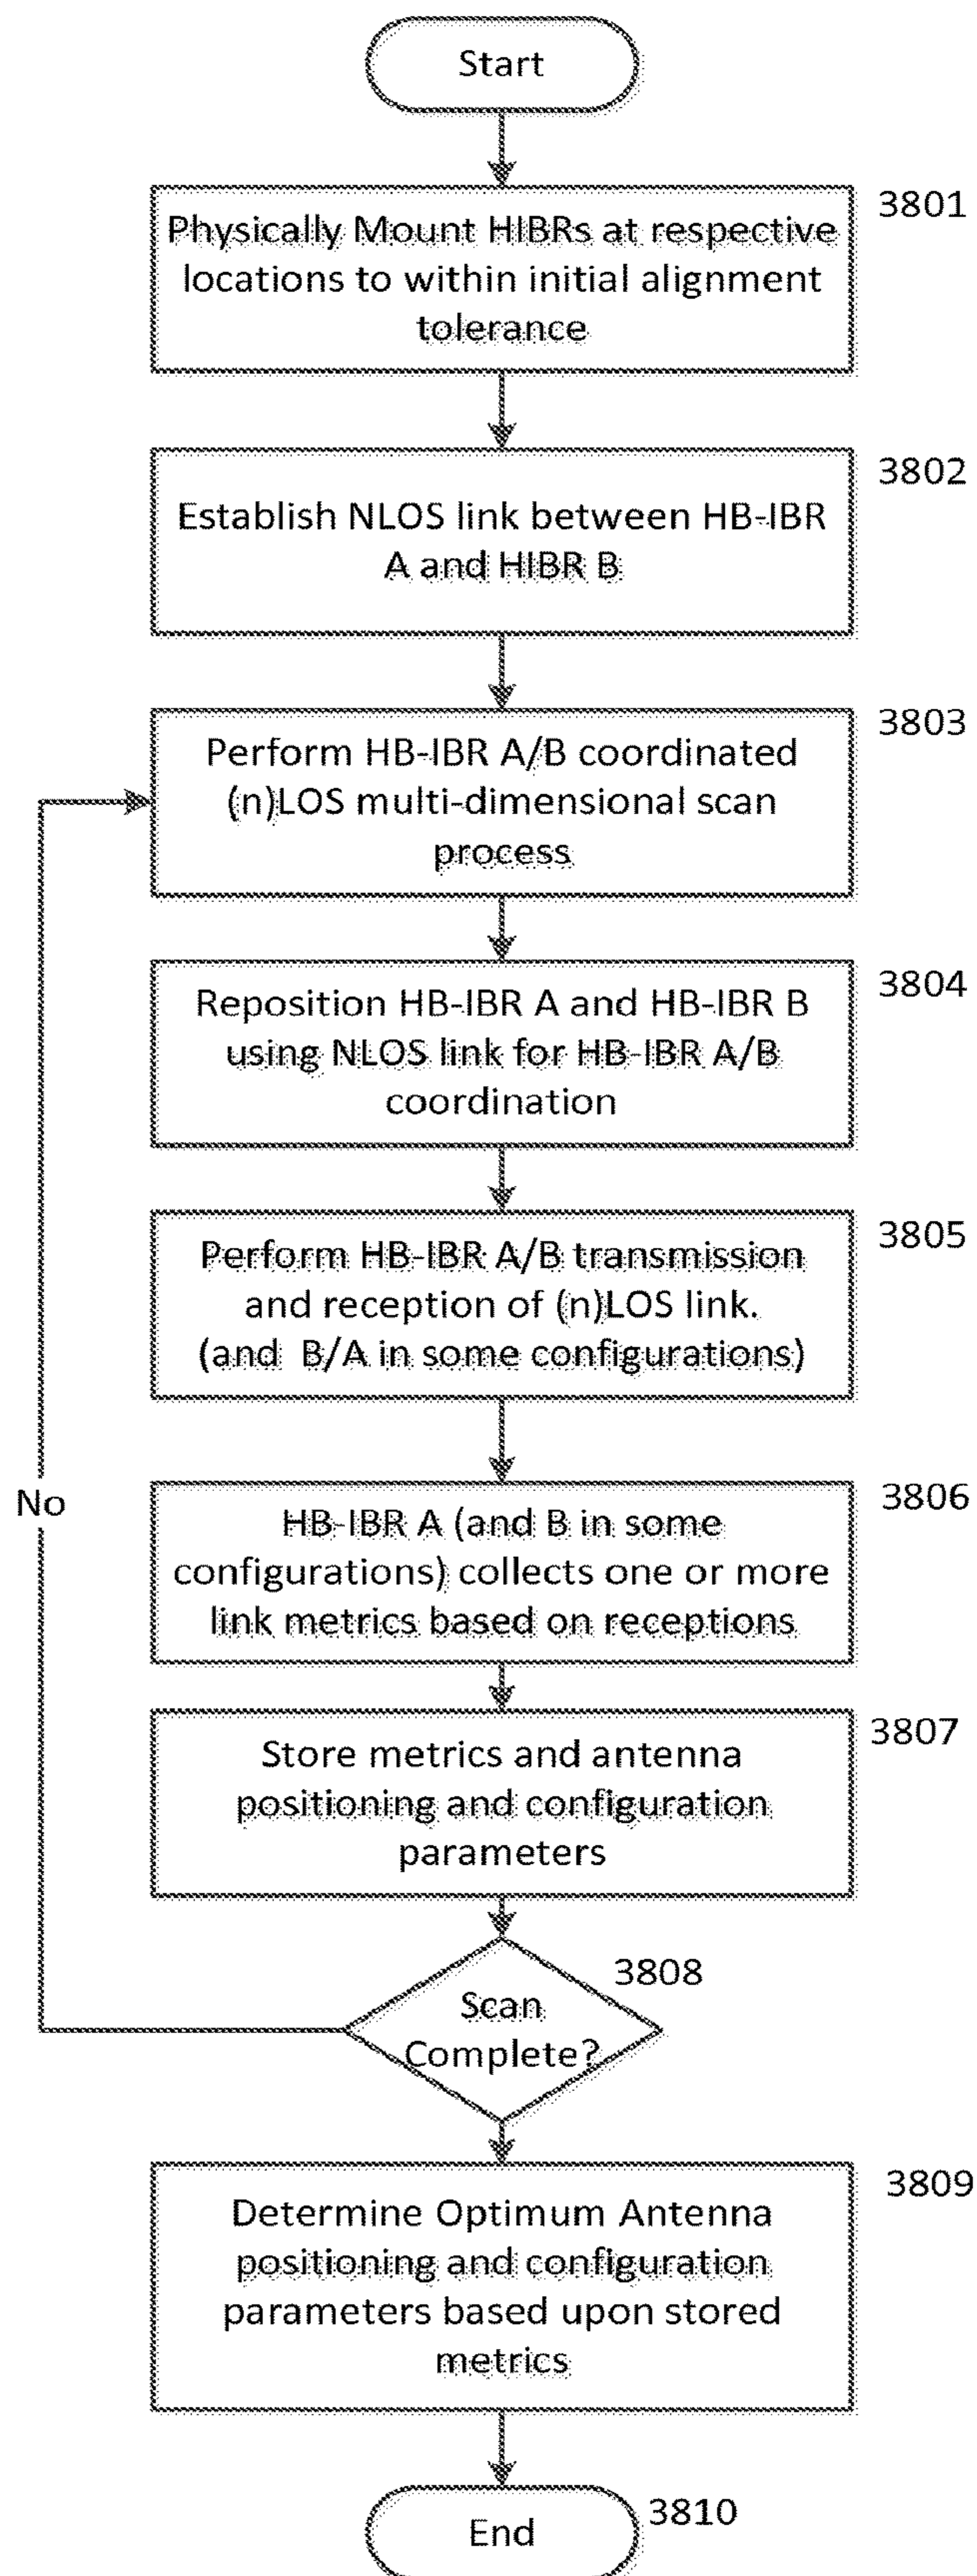 Start
3801
Physically Mount HIBRs at respective
locations to within initial alignment
tolerance
3802
Establish NLOS link between HB-IBR
A and HIBR B
3803
Perform HB-IBR A/B coordinated
(n)LOS multi-dimensional scan
process
3804
Reposition HB-IBR A and HB-IBR B
using NLOS link for HB-IBR A/B
coordination
3805
Perform HB-IBR A/B transmission
and reception of (n)LOS link.
(and B/A in some configurations)
No
3806
HB-IBR A (and B in some
configurations) collects one or more
link metrics based on receptions
3807
Store metrics and antenna
positioning and configuration
parameters
3808
Scan
Complete?
3809
Determine Optimum Antenna
positioning and configuration
parameters based upon stored
metrics
3810
End